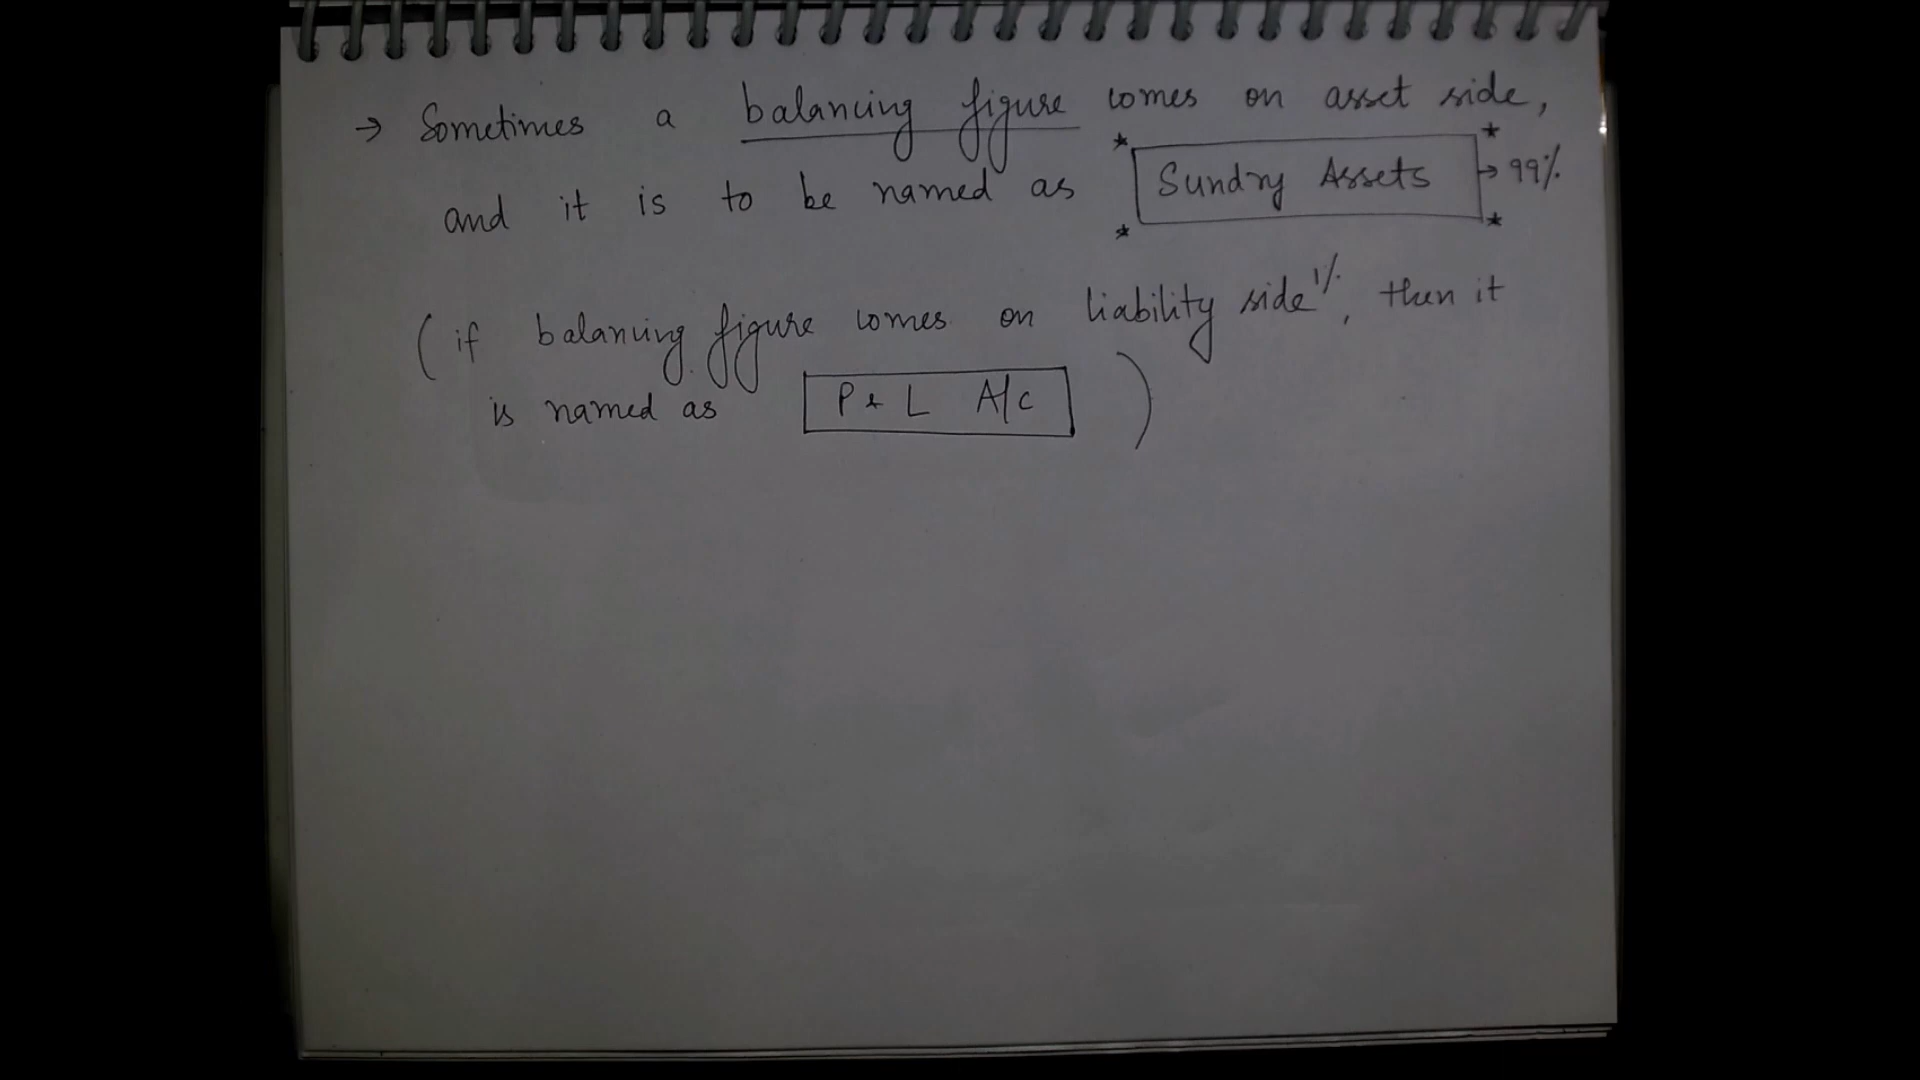 → Sometimes a balancing figure comes on asset side,
and it is to be named as Sundry Assets → 99%
(if balancing figure comes on liability side 1%, then it
is named as P & L A/c )